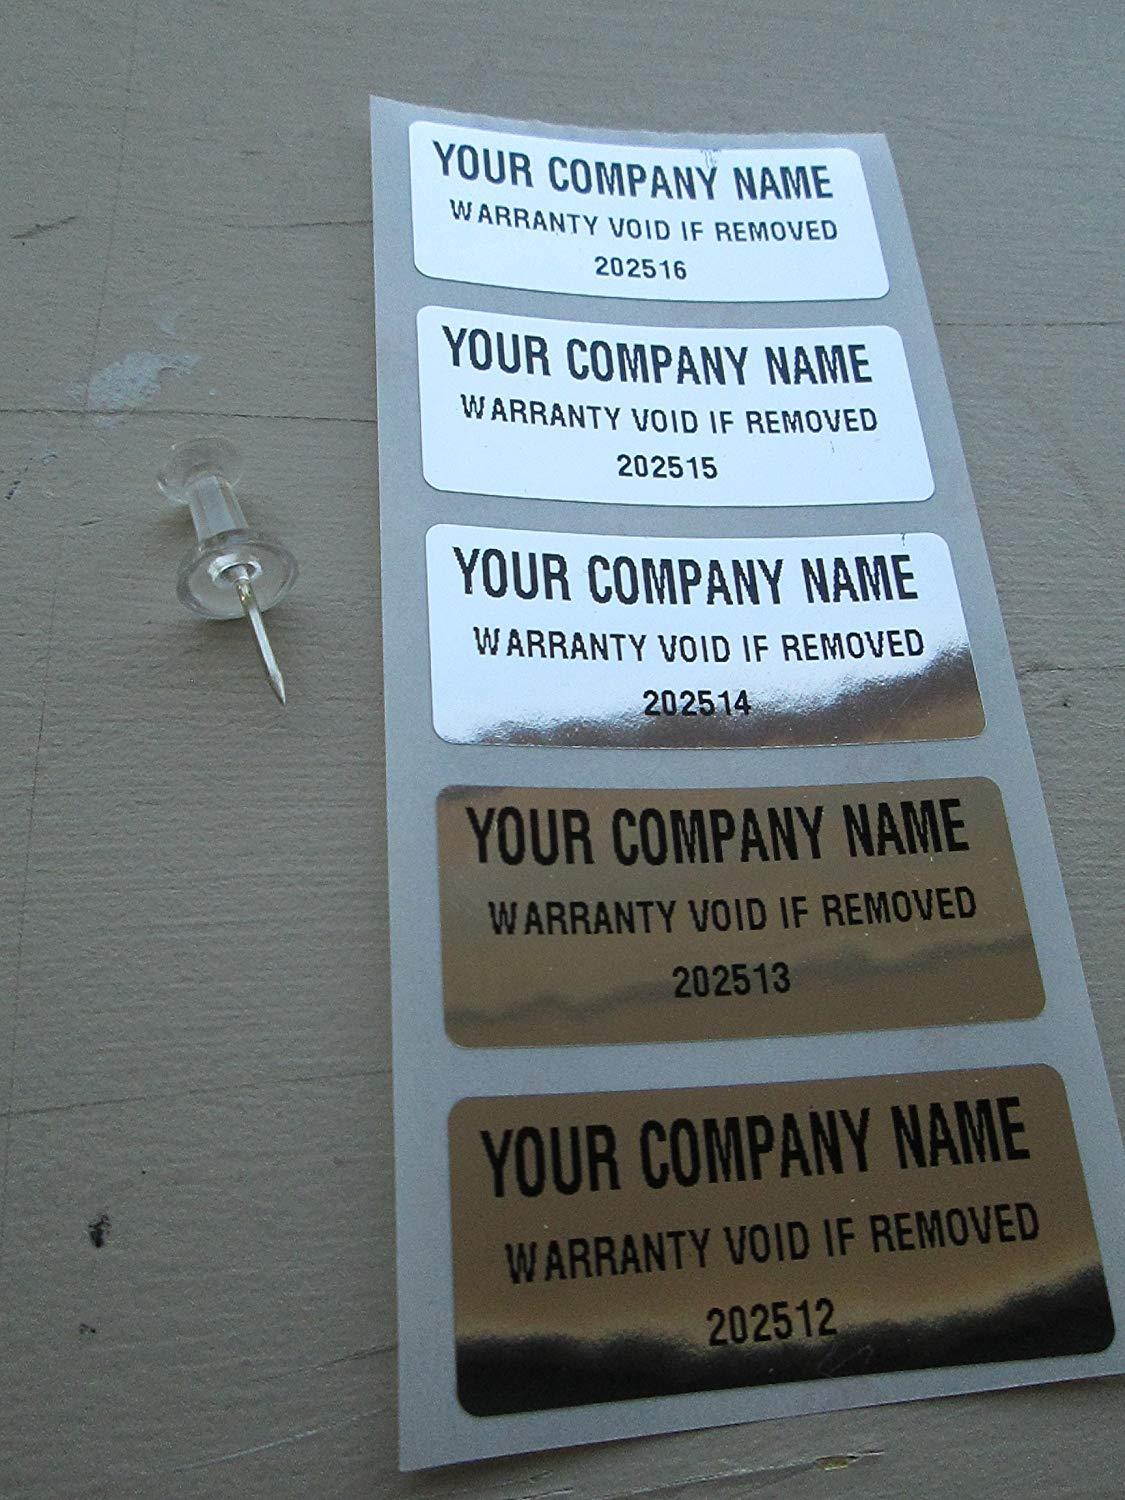 YOUR COMPANY NAME
WARRANTY VOID IF REMOVED
202516
YOUR COMPANY NAME
WARRANTY VOID IF REMOVED
202515
YOUR COMPANY NAME
WARRANTY VOID IF REMOVED
202514
YOUR COMPANY NAME
WARRANTY VOID IF REMOVED
202513
YOUR COMPANY NAME
WARRANTY VOID IF REMOVED
202512